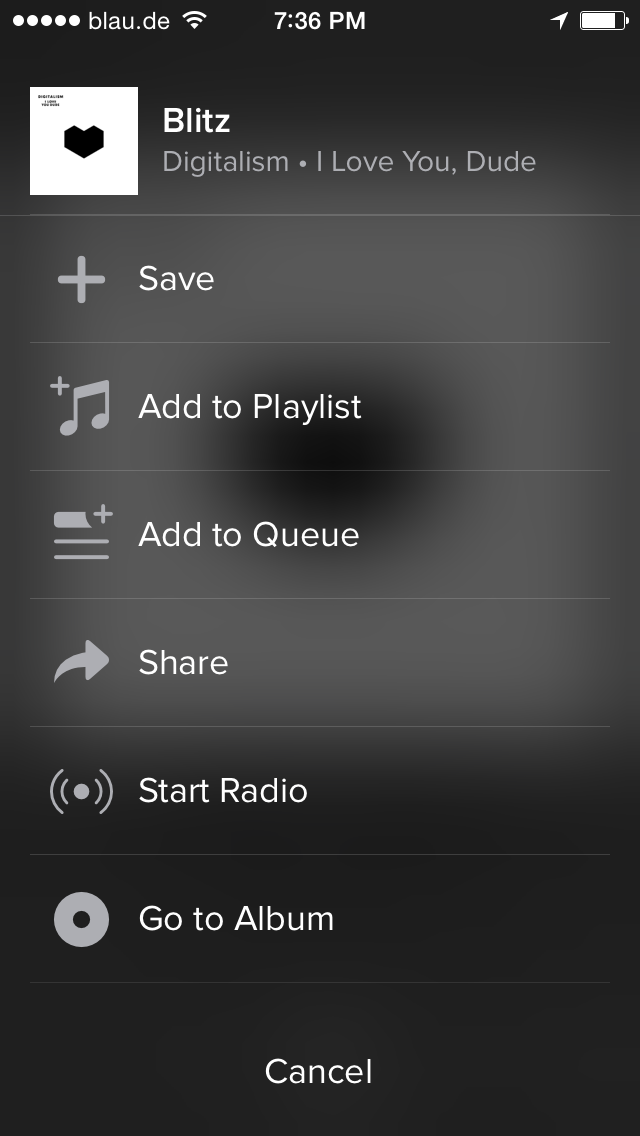 blau.de 7:36 PM
DIGITALISM
I LOVE
YOU DUDE
Blitz
Digitalism • I Love You, Dude
Save
Add to Playlist
Add to Queue
Share
Start Radio
Go to Album
Cancel